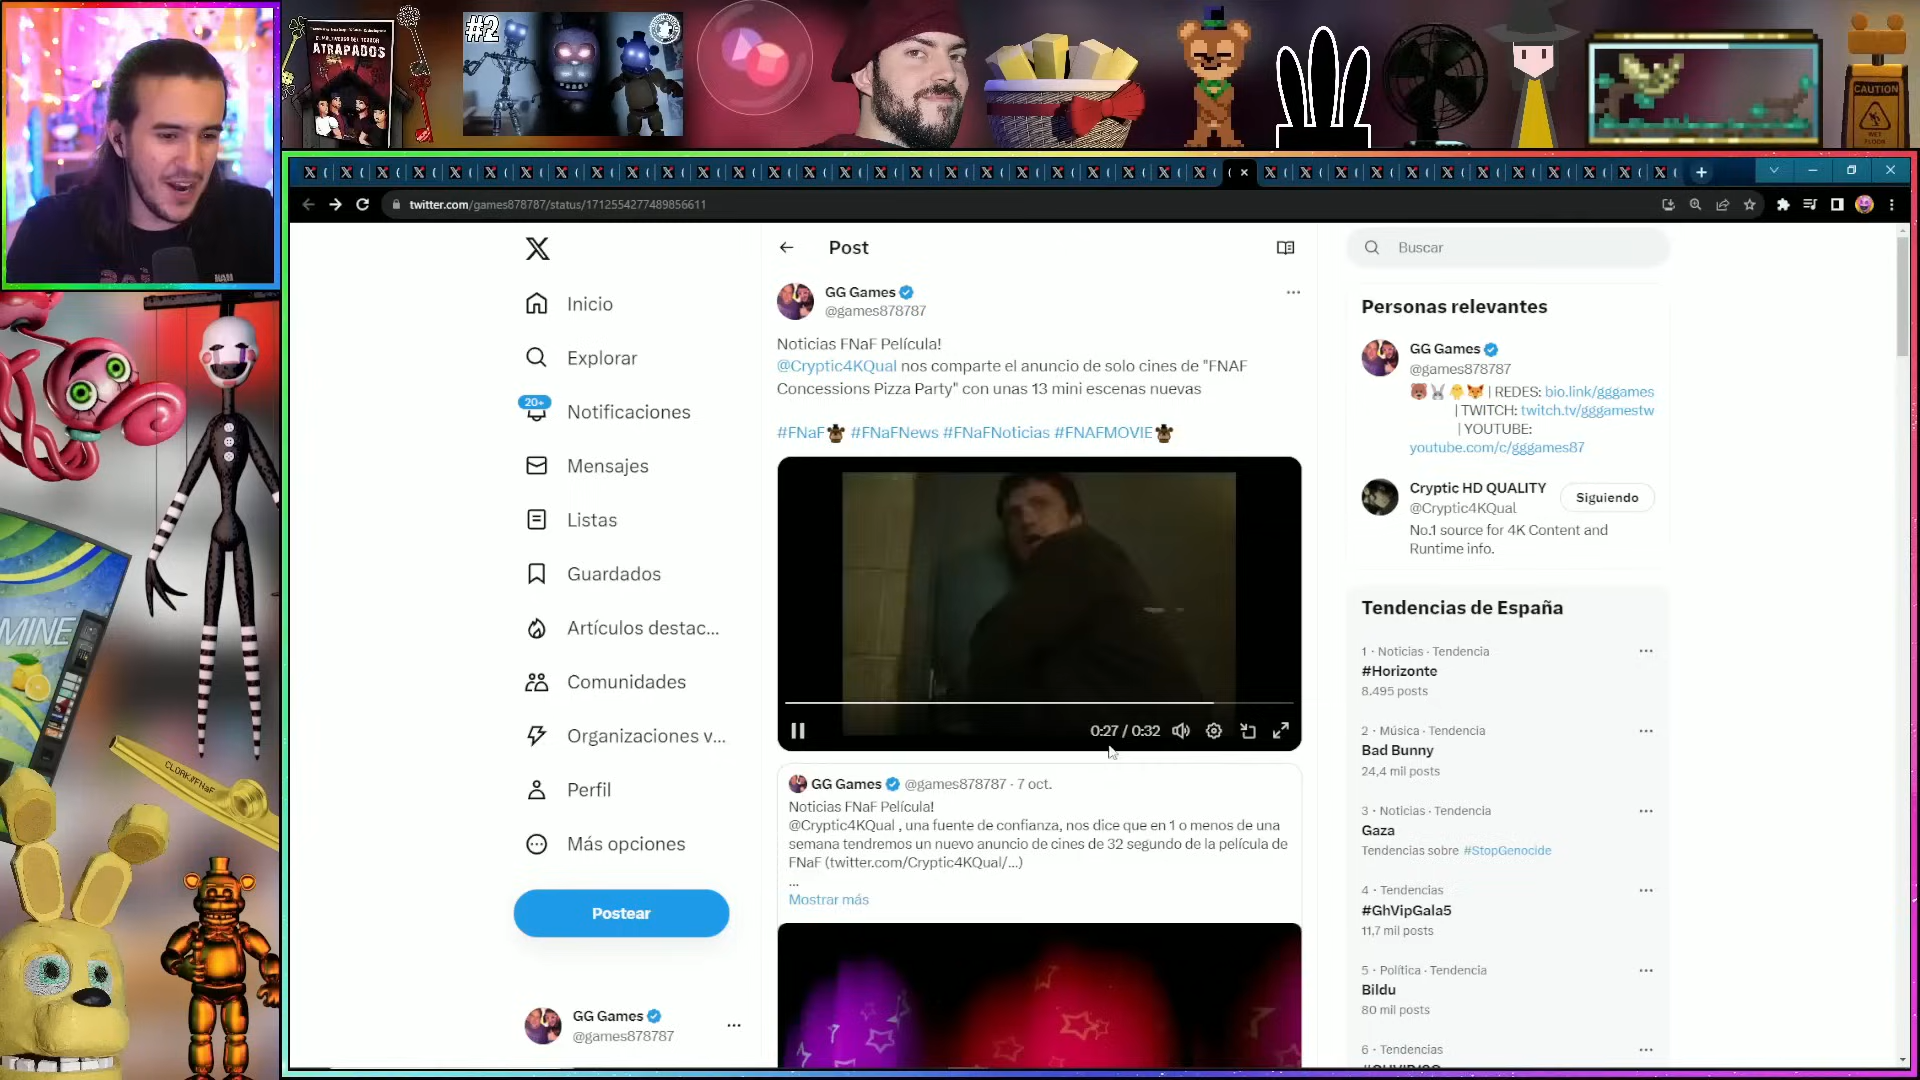 EL MULTIVERSO DEL TERROR
ATRAPADOS
#2
CAUTION
WET
FLOOR
twitter.com/games878787/status/1712554277489856611
Post
Buscar
Inicio
Explorar
20+
Notificaciones
Mensajes
Listas
Guardados
Artículos destac...
Comunidades
Organizaciones v...
Perfil
Más opciones
Postear
GG Games
@games878787
GG Games
@games878787
Noticias FNaF Película!
@Cryptic4KQual nos comparte el anuncio de solo cines de "FNAF
Concessions Pizza Party" con unas 13 mini escenas nuevas
#FNaF #FNaFNews #FNaFNoticias #FNAFMOVIE
0:27 / 0:32
GG Games @games878787 · 7 oct.
Noticias FNaF Película!
@Cryptic4KQual , una fuente de confianza, nos dice que en 1 o menos de una
semana tendremos un nuevo anuncio de cines de 32 segundo de la película de
FNaF (twitter.com/Cryptic4KQual/...)
...
Mostrar más
Personas relevantes
GG Games
@games878787
| REDES: bio.link/gggames
| TWITCH: twitch.tv/gggamestw
| YOUTUBE:
youtube.com/c/gggames87
Cryptic HD QUALITY
@Cryptic4KQual
Siguiendo
No.1 source for 4K Content and
Runtime info.
Tendencias de España
1 · Noticias · Tendencia
#Horizonte
8.495 posts
2 · Música · Tendencia
Bad Bunny
24,4 mil posts
3 · Noticias · Tendencia
Gaza
Tendencias sobre #StopGenocide
4 · Tendencias
#GhVipGala5
11,7 mil posts
5 · Política · Tendencia
Bildu
80 mil posts
6 · Tendencias
MINE
CLOAK//FNaF